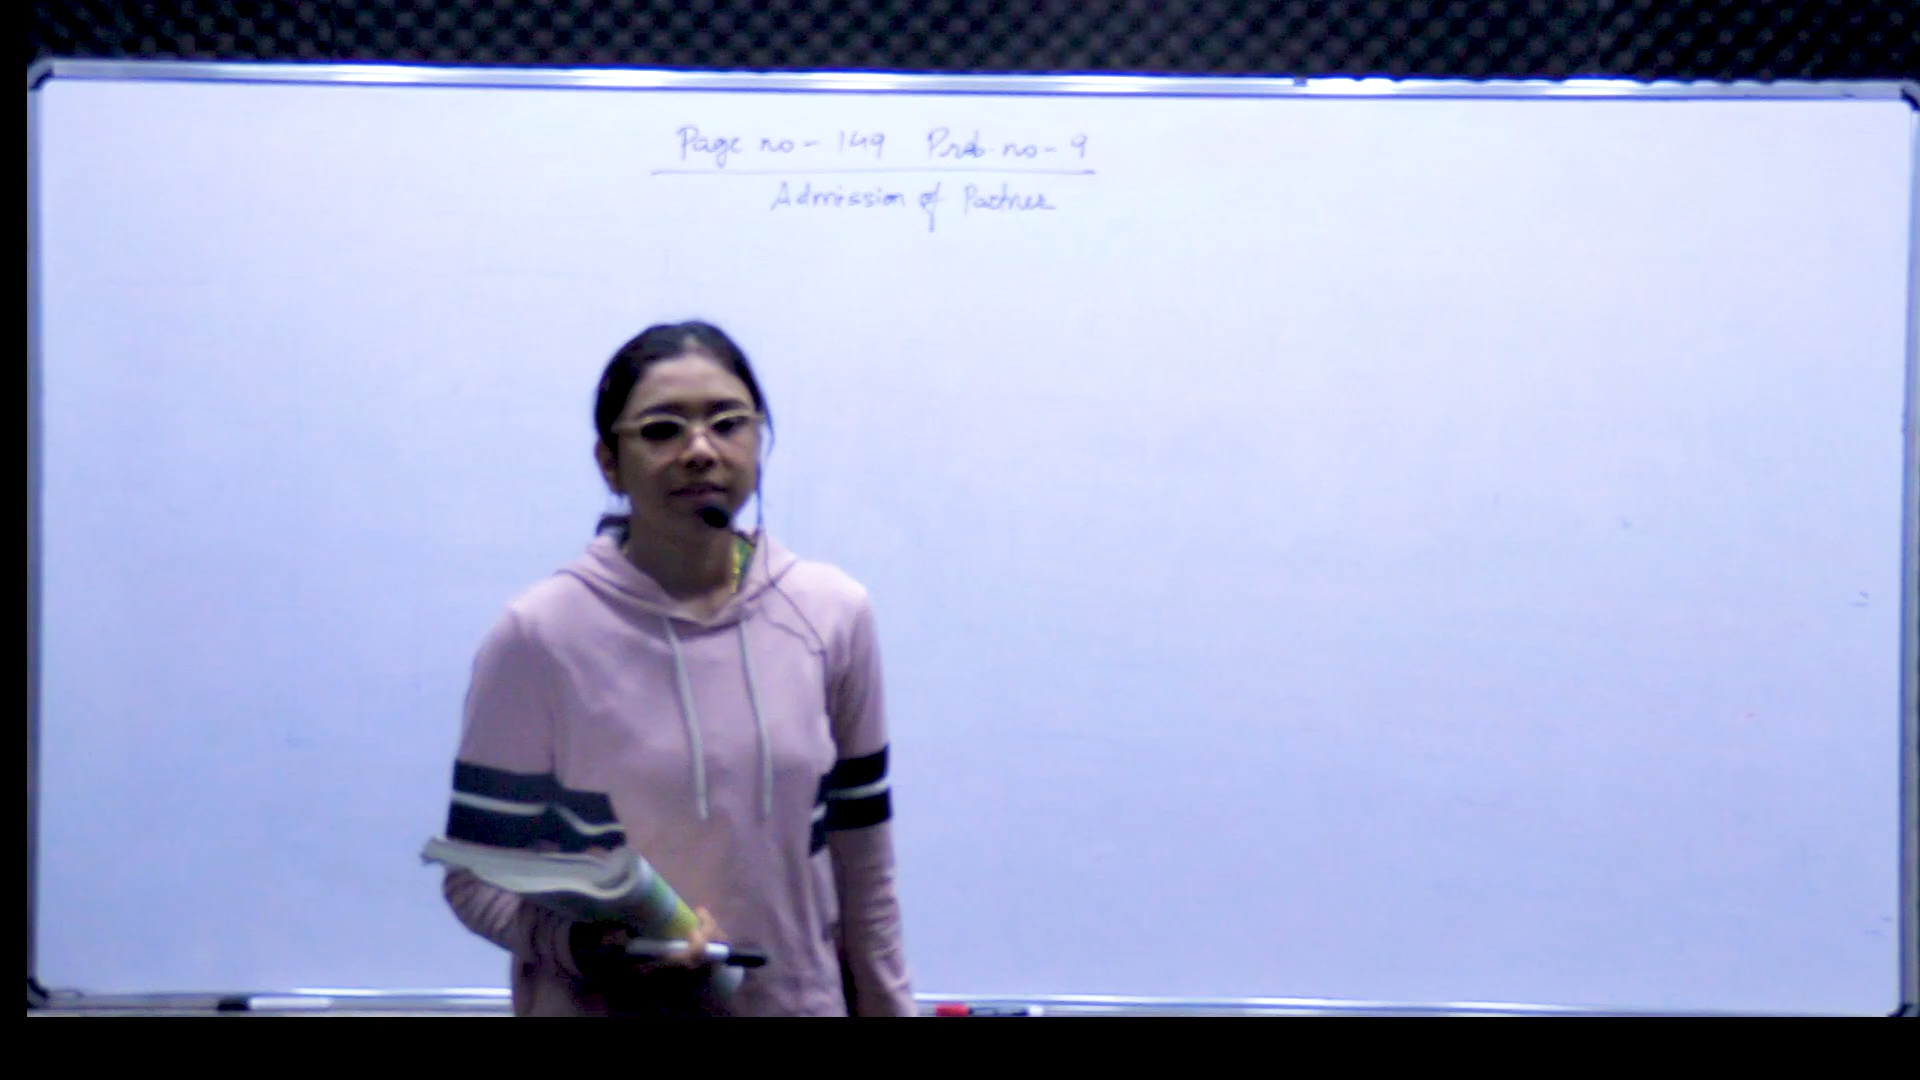 Page no - 149 Prob. no - 9
Admission of Partner